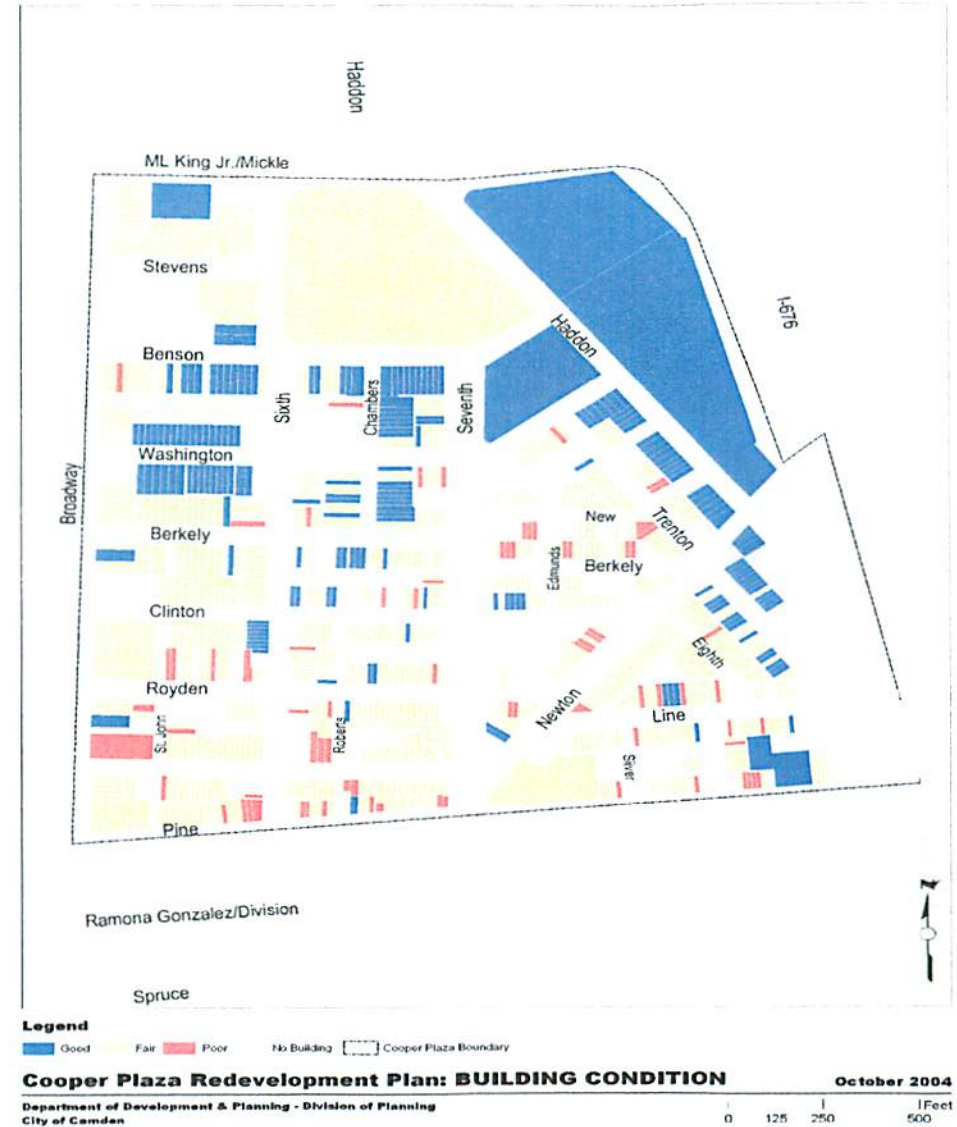 Haddon
ML King Jr./Mickle
Stevens
I-676
Haddon
Benson
Sixth
Chambers
Seventh
Washington
Broadway
Berkely
New
Trenton
Edmunds
Berkely
Clinton
Eighth
Royden
Newton
Line
St. John
Roberts
Silver
Pine
Ramona Gonzalez/Division
Spruce
N
Legend
Good Fair Poor No Building Cooper Plaza Boundary
Cooper Plaza Redevelopment Plan: BUILDING CONDITION October 2004
Department of Development & Planning - Division of Planning
City of Camden
Feet
0 125 250 500